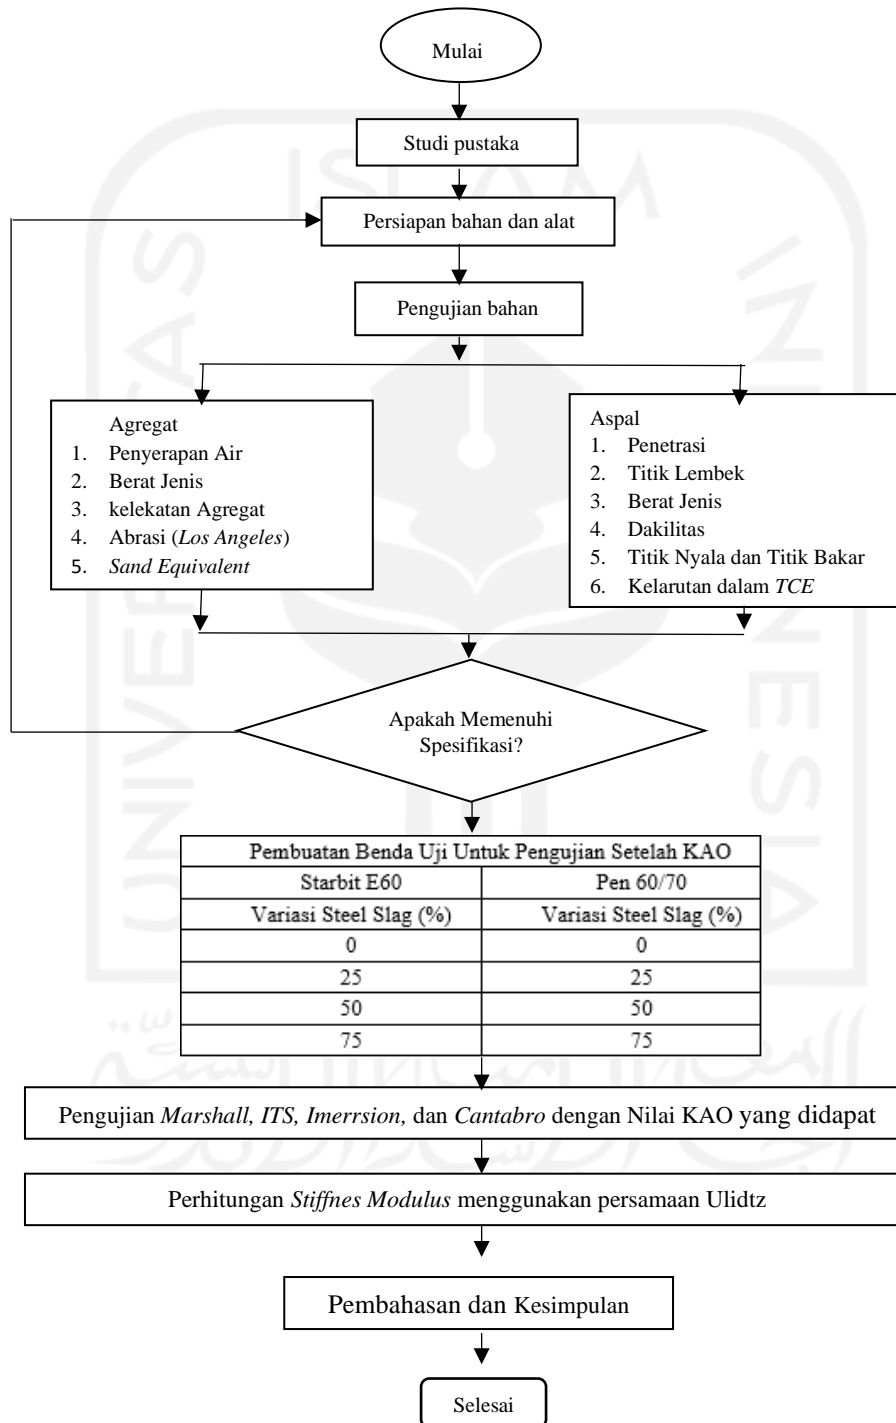 Mulai
Studi pustaka
Persiapan bahan dan alat
Pengujian bahan
Agregat
1. Penyerapan Air
2. Berat Jenis
3. kelekatan Agregat
4. Abrasi (Los Angeles)
5. Sand Equivalent
Aspal
1. Penetrasi
2. Titik Lembek
3. Berat Jenis
4. Dakilitas
5. Titik Nyala dan Titik Bakar
6. Kelarutan dalam TCE
Apakah Memenuhi
Spesifikasi?
Pembuatan Benda Uji Untuk Pengujian Setelah KAO
Starbit E60 Pen 60/70
Variasi Steel Slag (%) Variasi Steel Slag (%)
0 0
25 25
50 50
75 75
Pengujian Marshall, ITS, Imerrsion, dan Cantabro dengan Nilai KAO yang didapat
Perhitungan Stiffnes Modulus menggunakan persamaan Ulidtz
Pembahasan dan Kesimpulan
Selesai
UNIVERSITAS
ISLAM
INDONESIA